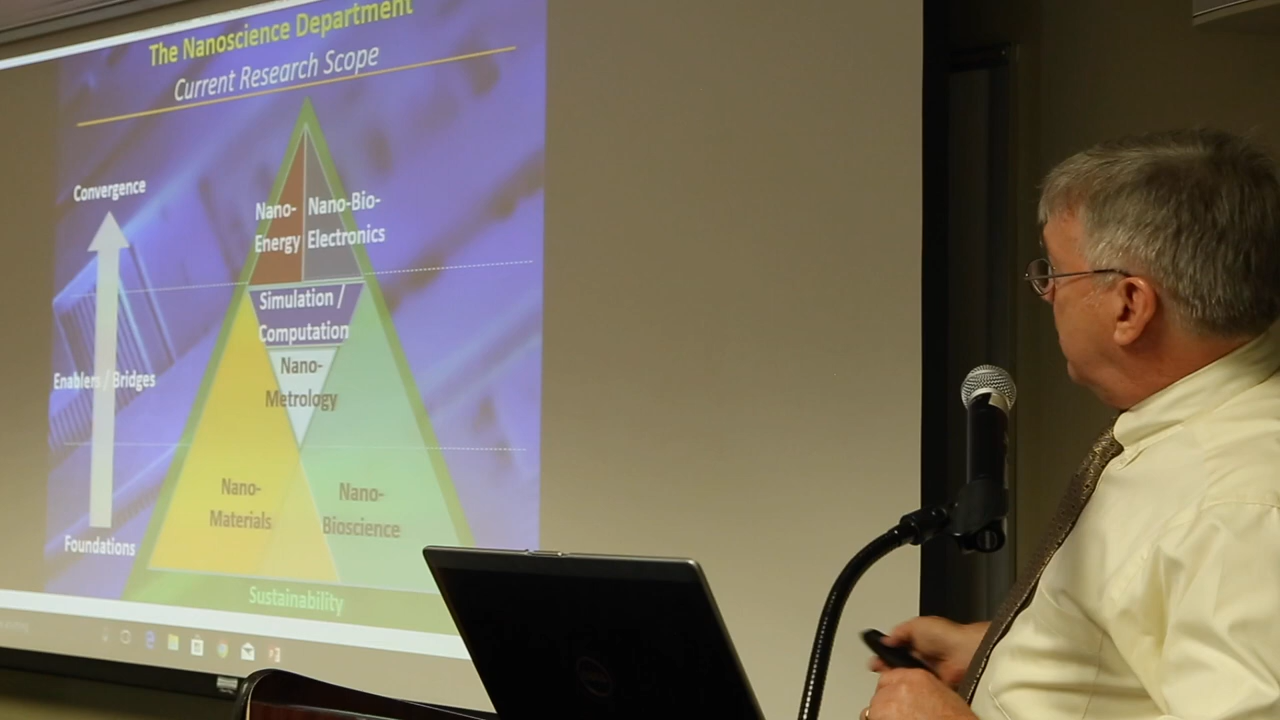 The Nanoscience Department
Current Research Scope
Convergence
Nano-
Energy
Nano-Bio-
Electronics
Simulation /
Computation
Enablers / Bridges
Nano-
Metrology
Nano-
Materials
Nano-
Bioscience
Foundations
Sustainability